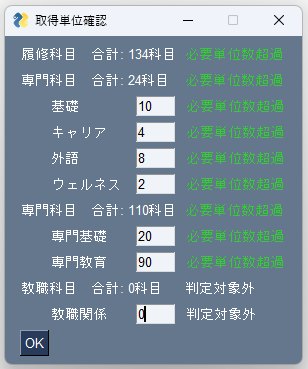 取得単位確認
履修科目 合計: 134科目 必要単位数超過
専門科目 合計: 24科目 必要単位数超過
基礎 10 必要単位数超過
キャリア 4 必要単位数超過
外語 8 必要単位数超過
ウェルネス 2 必要単位数超過
専門科目 合計: 110科目 必要単位数超過
専門基礎 20 必要単位数超過
専門教育 90 必要単位数超過
教職科目 合計: 0科目 判定対象外
教職関係 0 判定対象外
OK